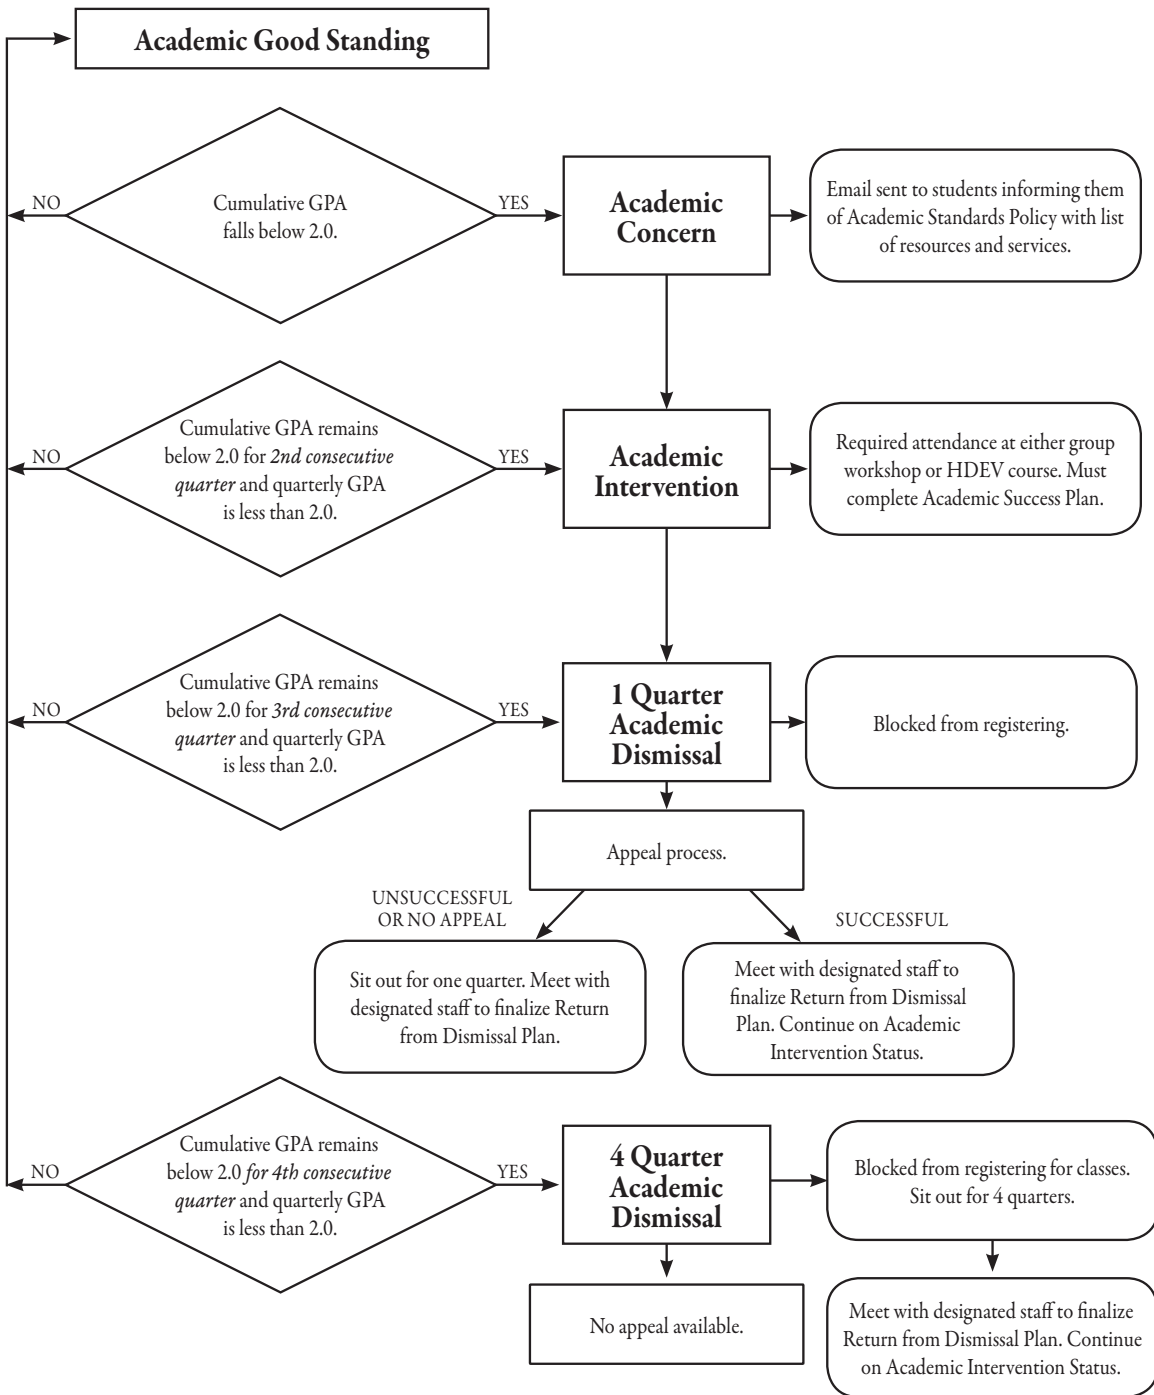 Academic Good Standing
NO
Cumulative GPA
falls below 2.0.
YES
Academic
Concern
Email sent to students informing them
of Academic Standards Policy with list
of resources and services.
NO
Cumulative GPA remains
below 2.0 for 2nd consecutive
quarter and quarterly GPA
is less than 2.0.
YES
Academic
Intervention
Required attendance at either group
workshop or HDEV course. Must
complete Academic Success Plan.
NO
Cumulative GPA remains
below 2.0 for 3rd consecutive
quarter and quarterly GPA
is less than 2.0.
YES
1 Quarter
Academic
Dismissal
Blocked from registering.
Appeal process.
UNSUCCESSFUL
OR NO APPEAL
SUCCESSFUL
Sit out for one quarter. Meet with
designated staff to finalize Return
from Dismissal Plan.
Meet with designated staff to
finalize Return from Dismissal
Plan. Continue on Academic
Intervention Status.
NO
Cumulative GPA remains
below 2.0 for 4th consecutive
quarter and quarterly GPA
is less than 2.0.
YES
4 Quarter
Academic
Dismissal
Blocked from registering for classes.
Sit out for 4 quarters.
No appeal available.
Meet with designated staff to finalize
Return from Dismissal Plan. Continue
on Academic Intervention Status.